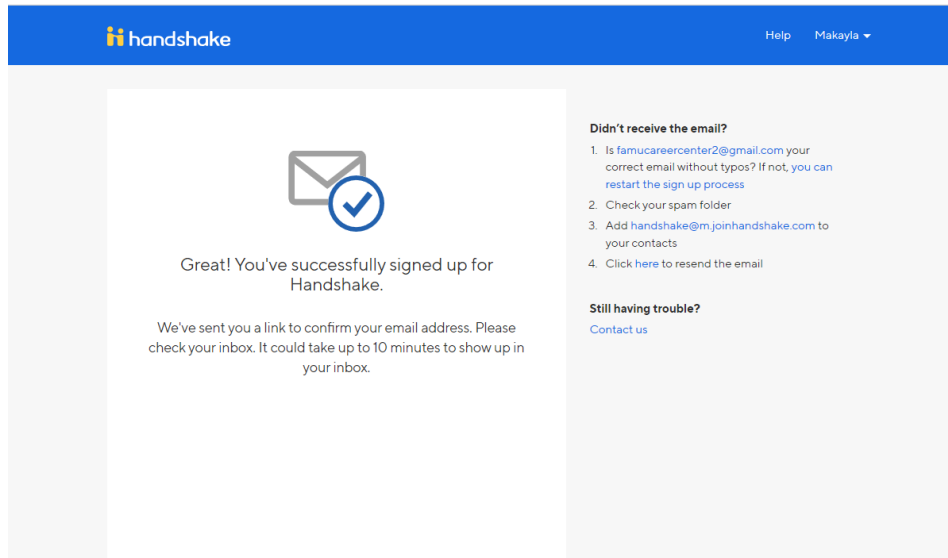 handshake
Help Makayla
Great! You've successfully signed up for
Handshake.
We've sent you a link to confirm your email address. Please
check your inbox. It could take up to 10 minutes to show up in
your inbox.
Didn't receive the email?
1. Is famucareercenter2@gmail.com your
correct email without typos? If not, you can
restart the sign up process
2. Check your spam folder
3. Add handshake@m.joinhandshake.com to
your contacts
4. Click here to resend the email
Still having trouble?
Contact us